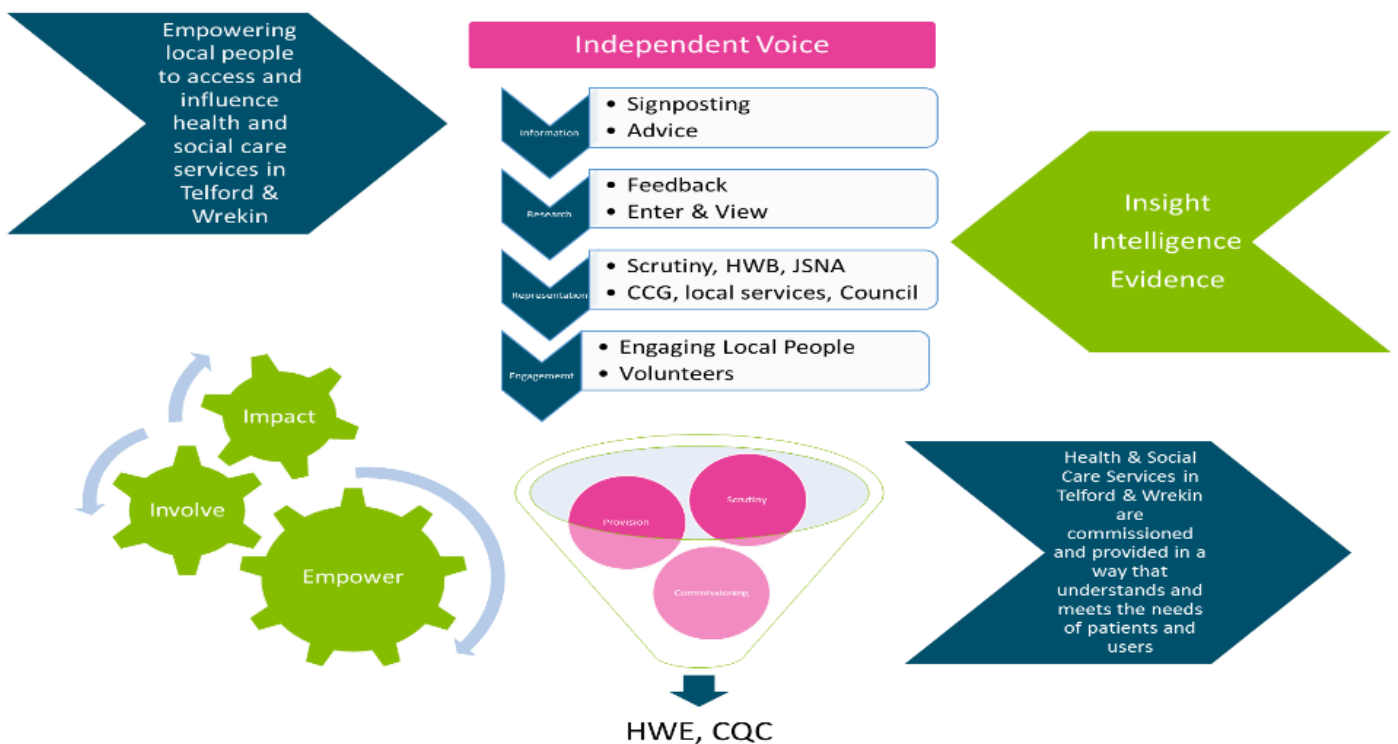 Empowering
local people
to access and
influence
health and
social care
services in
Telford &
Wrekin
Independent Voice
Information
• Signposting
• Advice
Research
• Feedback
• Enter & View
Representation
• Scrutiny, HWB, JSNA
• CCG, local services, Council
Engagememt
• Engaging Local People
• Volunteers
Insight
Intelligence
Evidence
Impact
Involve
Empower
Provision
Scrutiny
Commissioning
HWE, CQC
Health & Social
Care Services in
Telford & Wrekin
are
commissioned
and provided in a
way that
understands and
meets the needs
of patients and
users